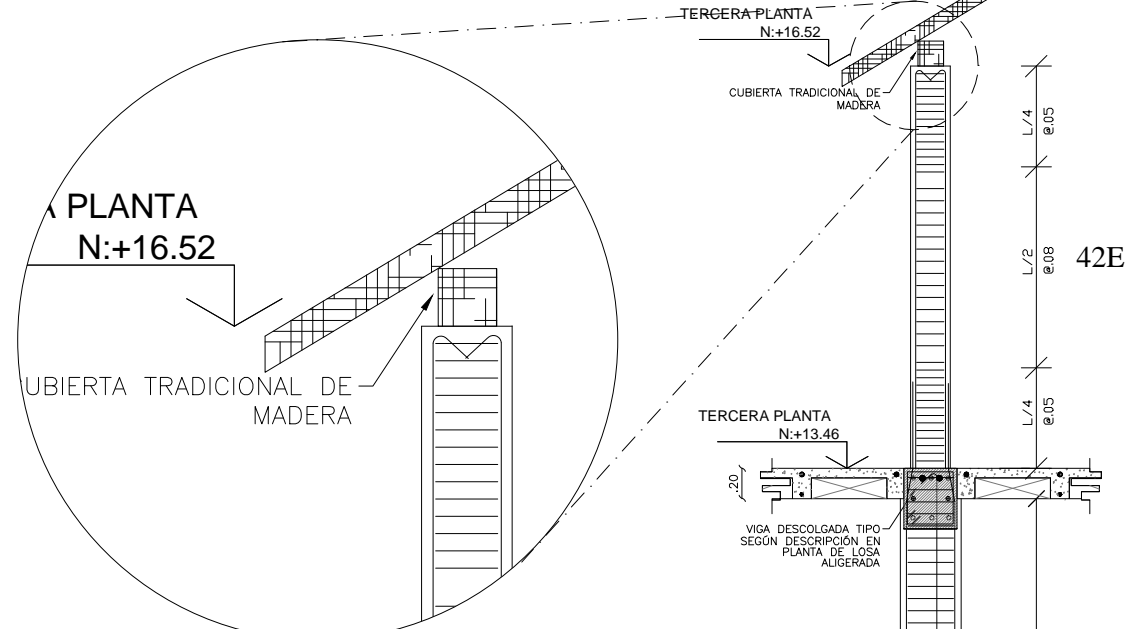 TERCERA PLANTA
N:+16.52
CUBIERTA TRADICIONAL DE
MADERA
A PLANTA
N:+16.52
UBIERTA TRADICIONAL DE
MADERA
L/4
@.05
L/2
@.08
42E
L/4
@.05
TERCERA PLANTA
N:+13.46
.20
VIGA DESCOLGADA TIPO
SEGÚN DESCRIPCIÓN EN
PLANTA DE LOSA
ALIGERADA